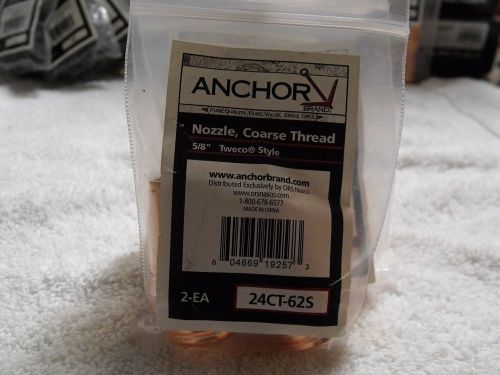 ANCHOR
BRAND
PURE QUALITY, PURE VALUE, SINCE 1963
Nozzle, Coarse Thread
5/8" Tweco® Style
www.anchorbrand.com
Distributed Exclusively by ORS Nasco
www.orsnasco.com
1-800-678-6577
MADE IN CHINA
6 04669 19257 3
2-EA
24CT-62S